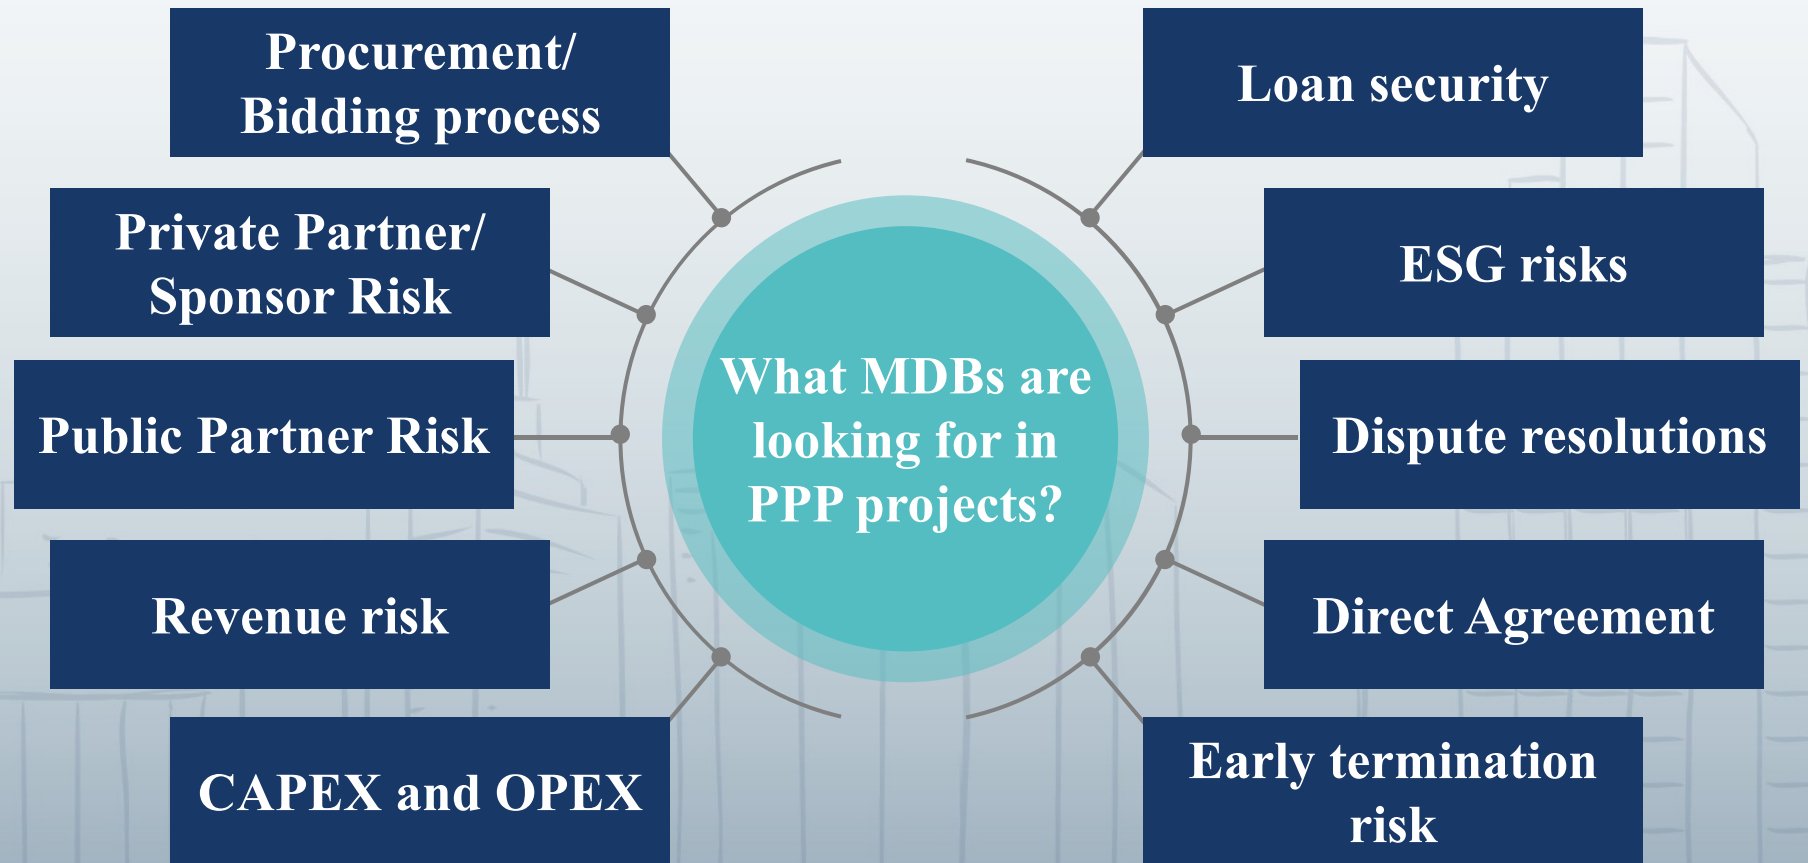 Procurement/
Bidding process
Private Partner/
Sponsor Risk
Public Partner Risk
Revenue risk
CAPEX and OPEX
What MDBs are
looking for in
PPP projects?
Loan security
ESG risks
Dispute resolutions
Direct Agreement
Early termination
risk